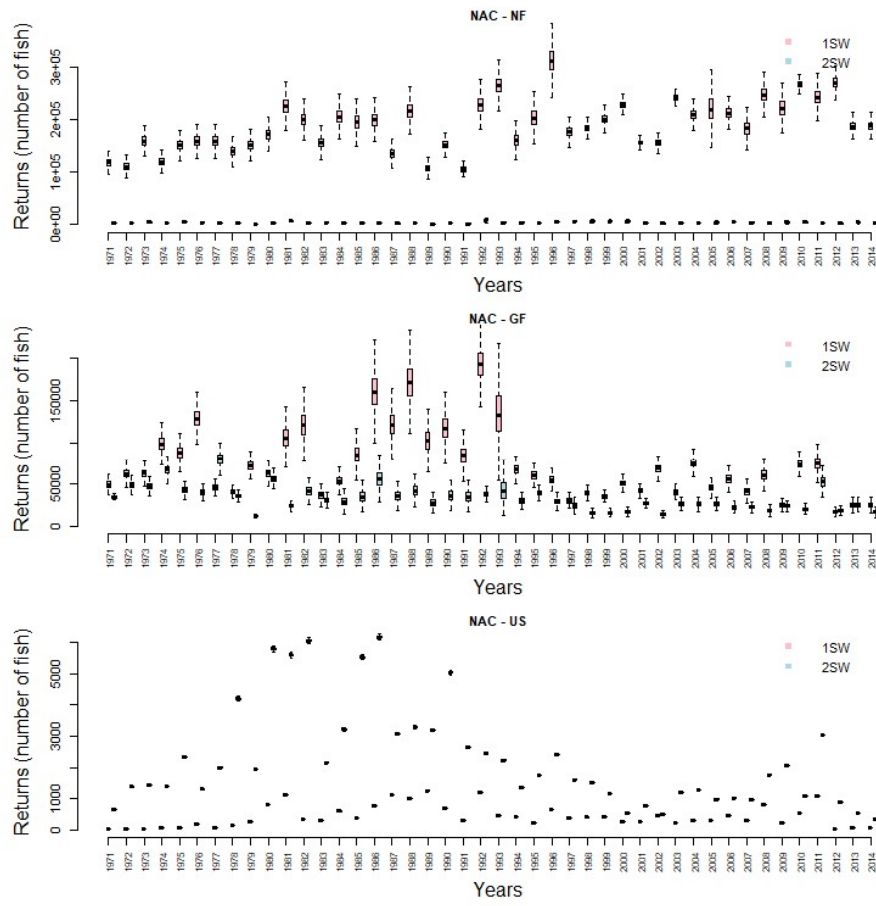 NAC - NF
1SW
2SW
Returns (number of fish)
3e+05
2e+05
1e+05
0e+00
1971 1972 1973 1974 1975 1976 1977 1978 1979 1980 1981 1982 1983 1984 1985 1986 1987 1988 1989 1990 1991 1992 1993 1994 1995 1996 1997 1998 1999 2000 2001 2002 2003 2004 2005 2006 2007 2008 2009 2010 2011 2012 2013 2014
Years
NAC - GF
1SW
2SW
Returns (number of fish)
150000
50000
0
1971 1972 1973 1974 1975 1976 1977 1978 1979 1980 1981 1982 1983 1984 1985 1986 1987 1988 1989 1990 1991 1992 1993 1994 1995 1996 1997 1998 1999 2000 2001 2002 2003 2004 2005 2006 2007 2008 2009 2010 2011 2012 2013 2014
Years
NAC - US
1SW
2SW
Returns (number of fish)
5000
3000
1000
0
1971 1972 1973 1974 1975 1976 1977 1978 1979 1980 1981 1982 1983 1984 1985 1986 1987 1988 1989 1990 1991 1992 1993 1994 1995 1996 1997 1998 1999 2000 2001 2002 2003 2004 2005 2006 2007 2008 2009 2010 2011 2012 2013 2014
Years